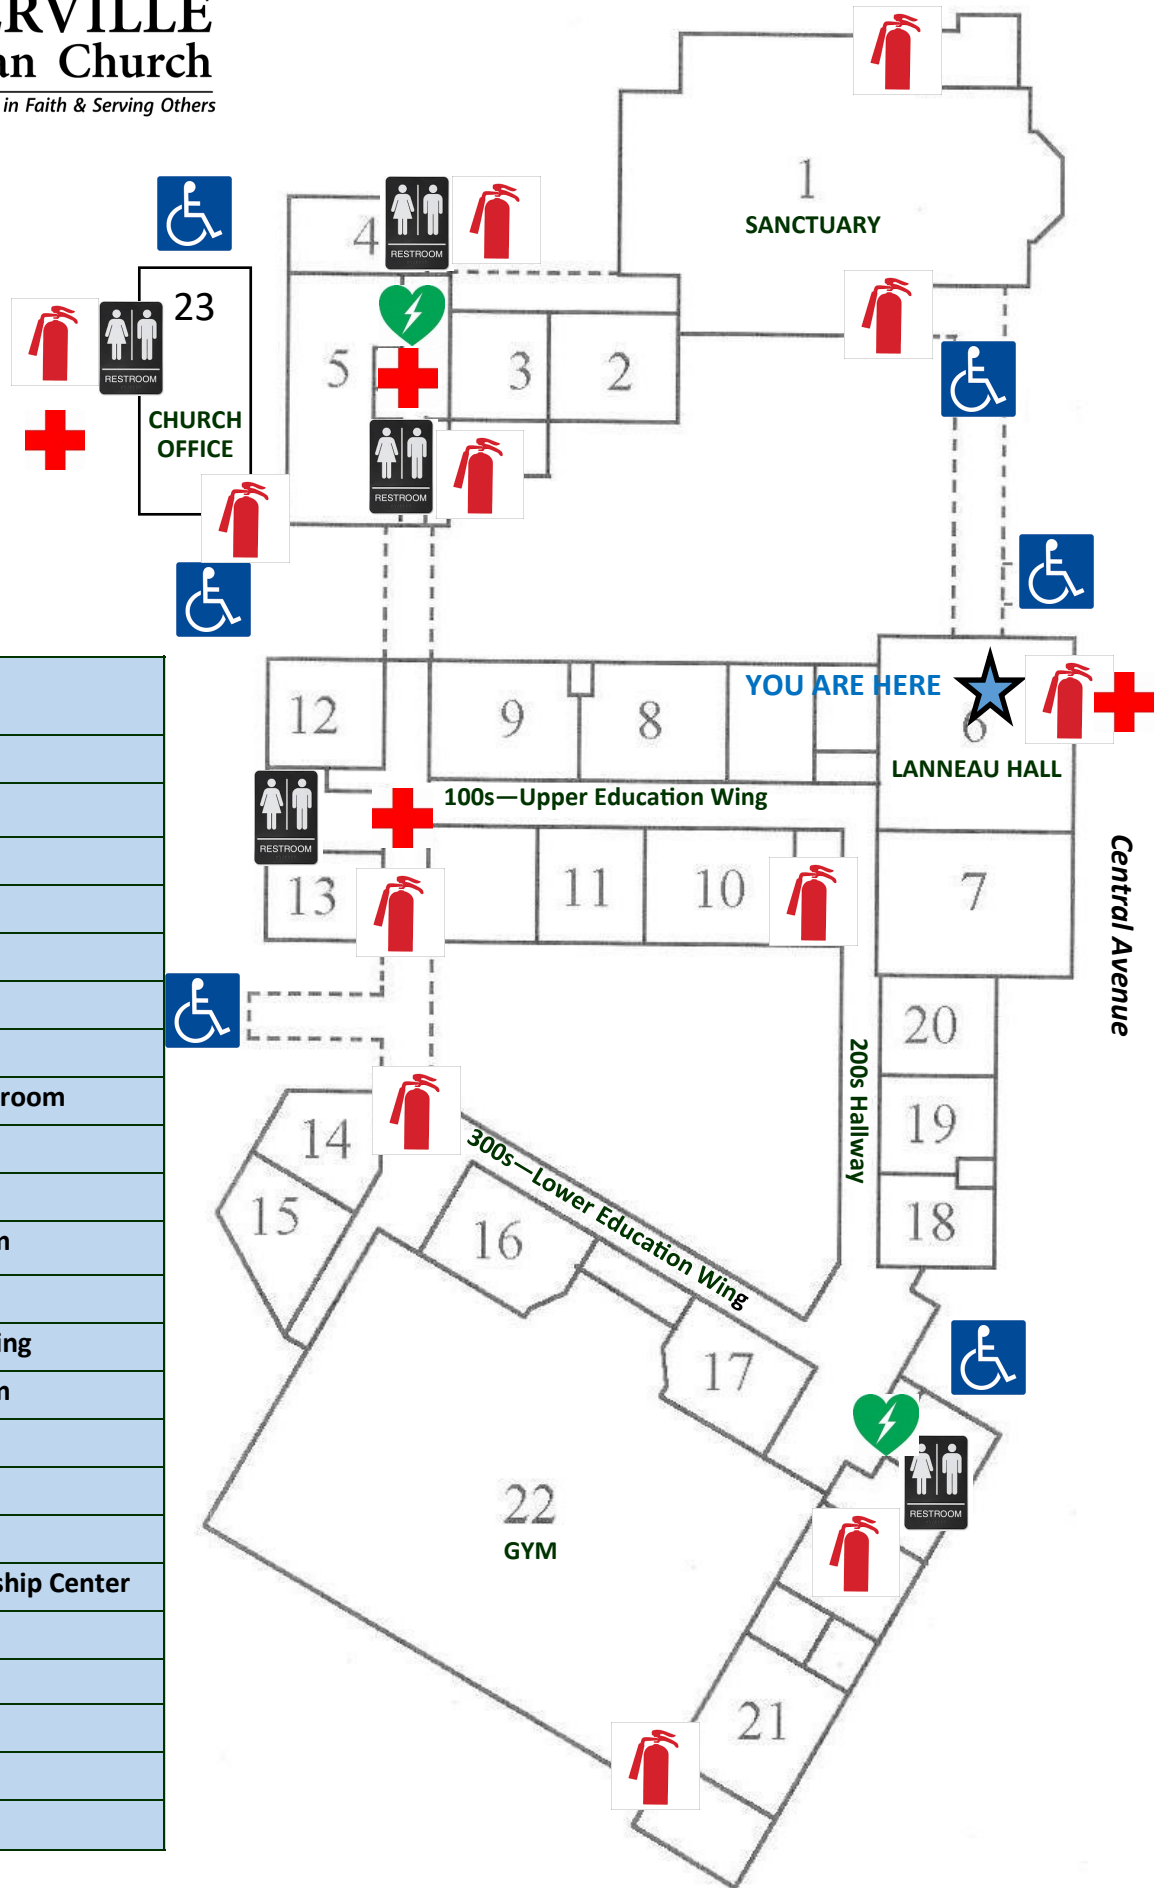 ERVILLE
an Church
in Faith & Serving Others
1
SANCTUARY
4
RESTROOM
23
RESTROOM
CHURCH
OFFICE
5
3
2
RESTROOM
YOU ARE HERE
12
9
8
6
LANNEAU HALL
100s—Upper Education Wing
RESTROOM
13
11
10
7
Central Avenue
20
200s Hallway
19
18
room
14
15
300s—Lower Education Wing
16
17
m
ing
m
RESTROOM
22
GYM
ship Center
21